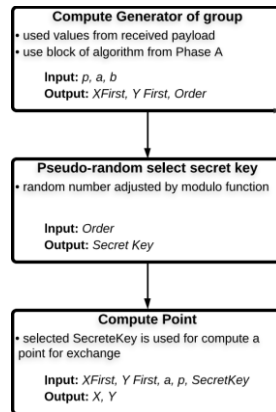 Compute Generator of group
• used values from received payload
• use block of algorithm from Phase A
Input: p, a, b
Output: XFirst, Y First, Order
Pseudo-random select secret key
• random number adjusted by modulo function
Input: Order
Output: Secret Key
Compute Point
• selected SecreteKey is used for compute a
point for exchange
Input: XFirst, Y First, a, p, SecretKey
Output: X, Y